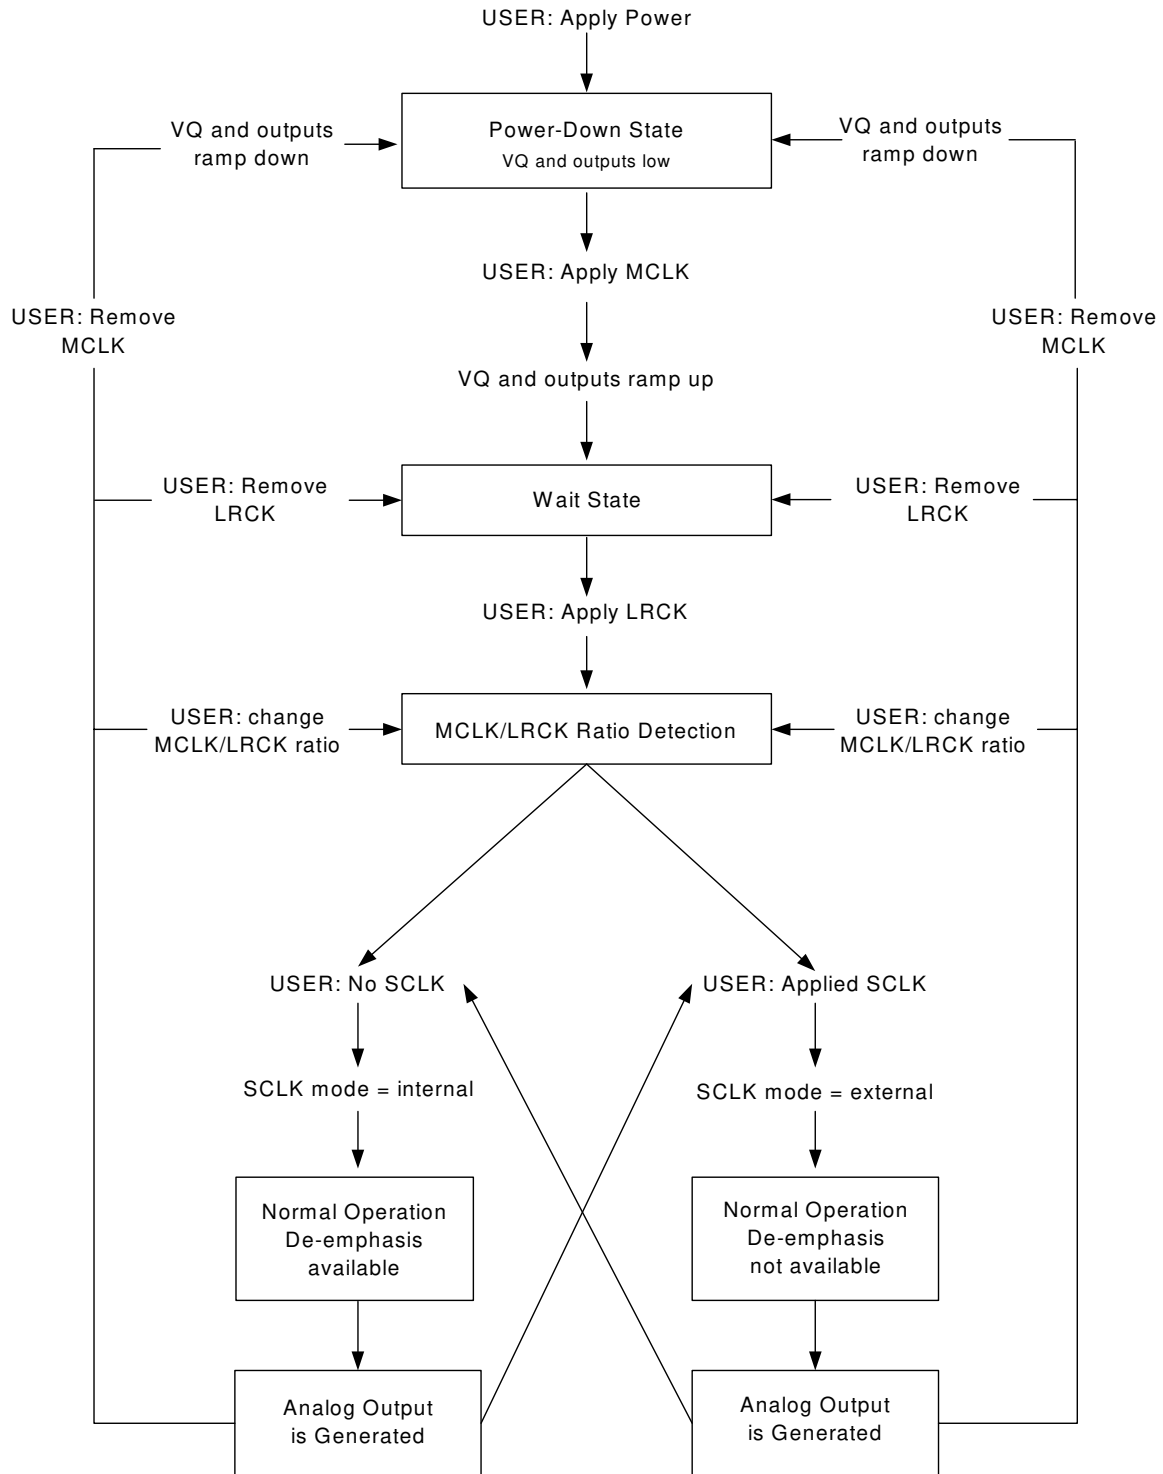 USER: Apply Power
VQ and outputs
ramp down
Power-Down State
VQ and outputs low
VQ and outputs
ramp down
USER: Apply MCLK
USER: Remove
MCLK
USER: Remove
MCLK
VQ and outputs ramp up
USER: Remove
LRCK
Wait State
USER: Remove
LRCK
USER: Apply LRCK
USER: change
MCLK/LRCK ratio
MCLK/LRCK Ratio Detection
USER: change
MCLK/LRCK ratio
USER: No SCLK
USER: Applied SCLK
SCLK mode = internal
SCLK mode = external
Normal Operation
De-emphasis
available
Normal Operation
De-emphasis
not available
Analog Output
is Generated
Analog Output
is Generated